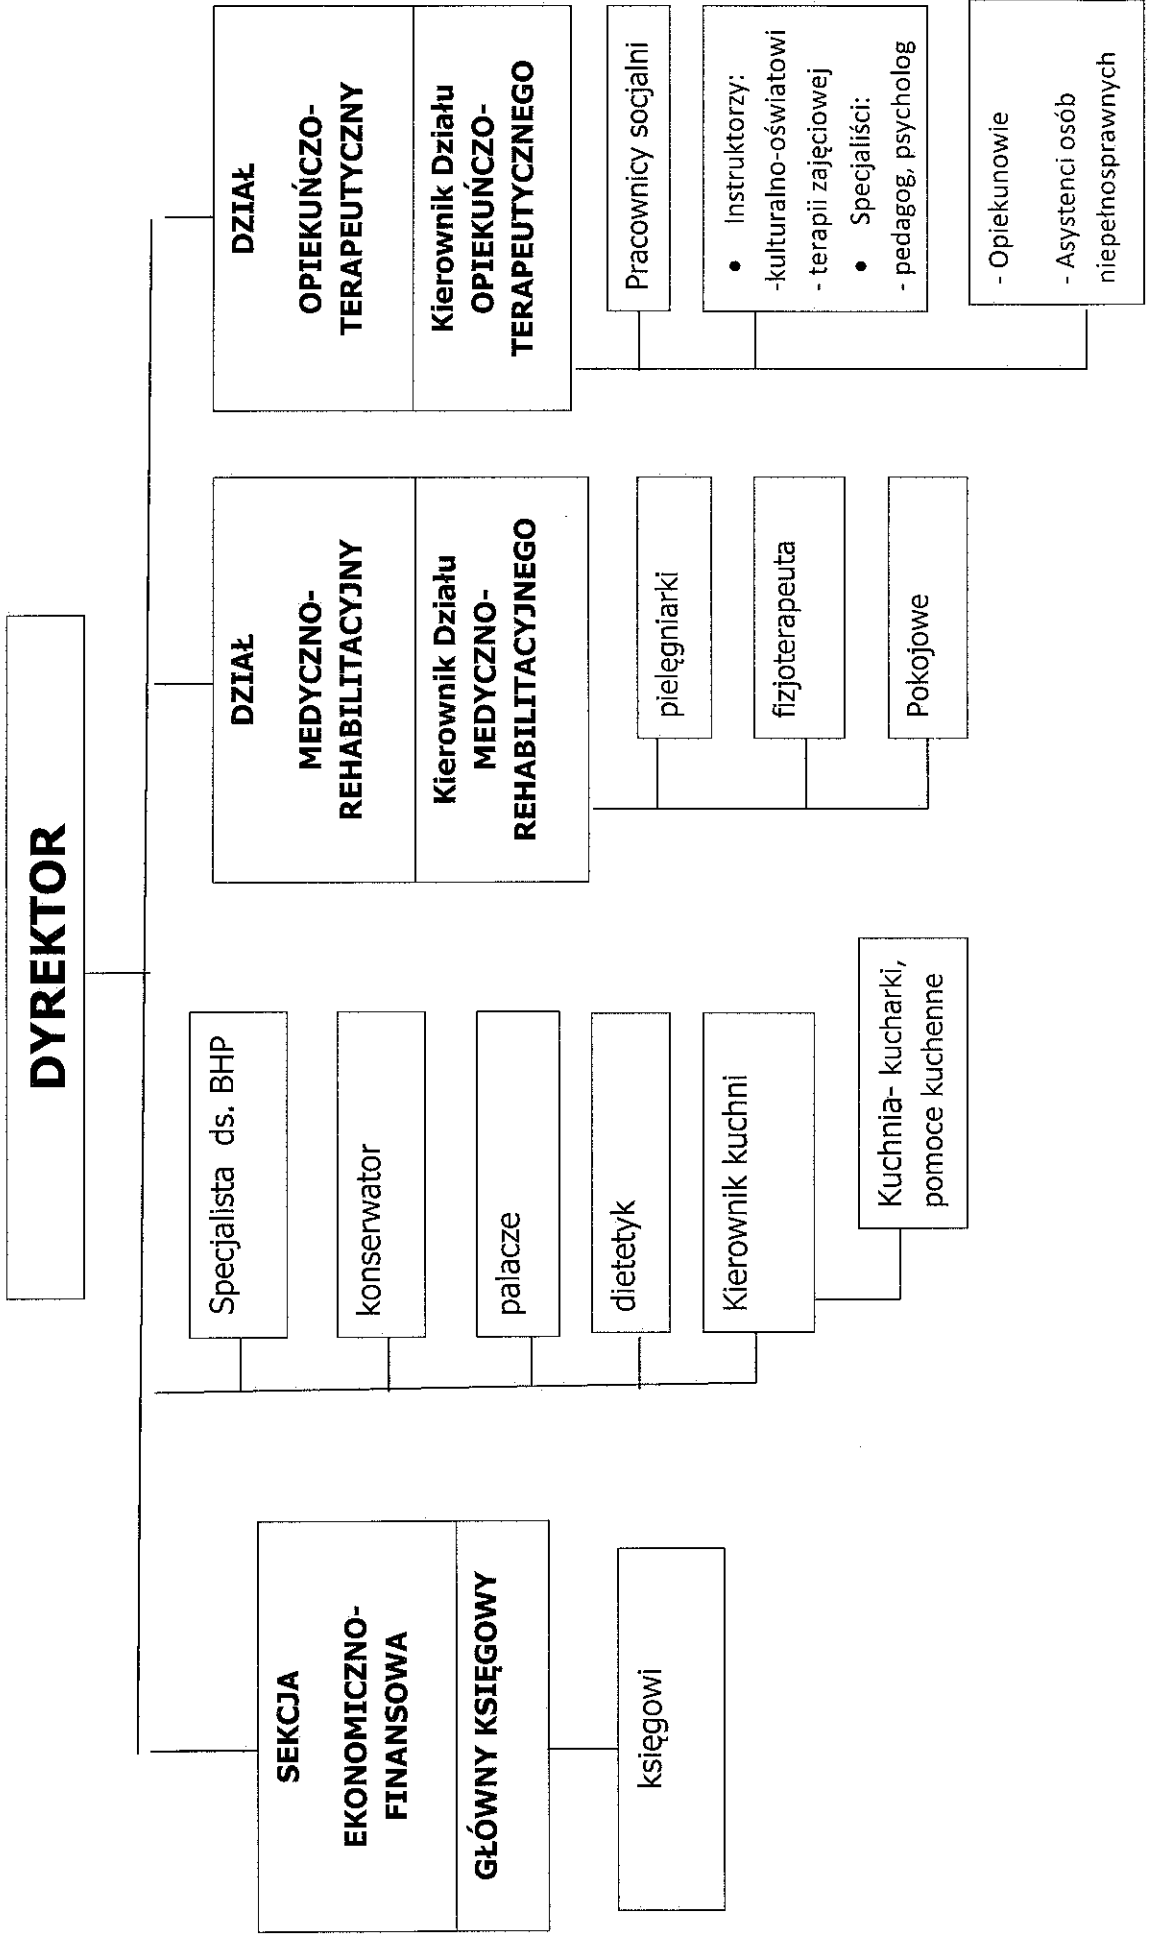 DYREKTOR
SEKCJA
EKONOMICZNO-
FINANSOWA
GŁÓWNY KSIĘGOWY
księgowi
Specjalista ds. BHP
konserwator
palacze
dietetyk
Kierownik kuchni
Kuchnia- kucharki,
pomoce kuchenne
DZIAŁ
MEDYCZNO-
REHABILITACYJNY
Kierownik Działu
MEDYCZNO-
REHABILITACYJNEGO
pielęgniarki
fizjoterapeuta
Pokojowe
DZIAŁ
OPIEKUŃCZO-
TERAPEUTYCZNY
Kierownik Działu
OPIEKUŃCZO-
TERAPEUTYCZNEGO
Pracownicy socjalni
• Instruktorzy:
-kulturalno-oświatowi
- terapii zajęciowej
• Specjaliści:
- pedagog, psycholog
- Opiekunowie
- Asystenci osób
niepełnosprawnych